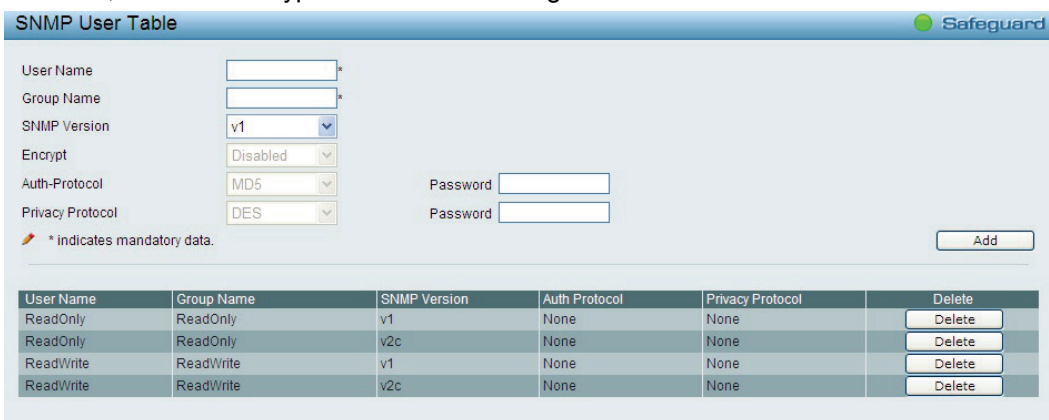 SNMP User Table Safeguard
User Name *
Group Name *
SNMP Version v1
Encrypt Disabled
Auth-Protocol MD5 Password
Privacy Protocol DES Password
* indicates mandatory data. Add
User Name Group Name SNMP Version Auth Protocol Privacy Protocol Delete
ReadOnly ReadOnly v1 None None Delete
ReadOnly ReadOnly v2c None None Delete
ReadWrite ReadWrite v1 None None Delete
ReadWrite ReadWrite v2c None None Delete